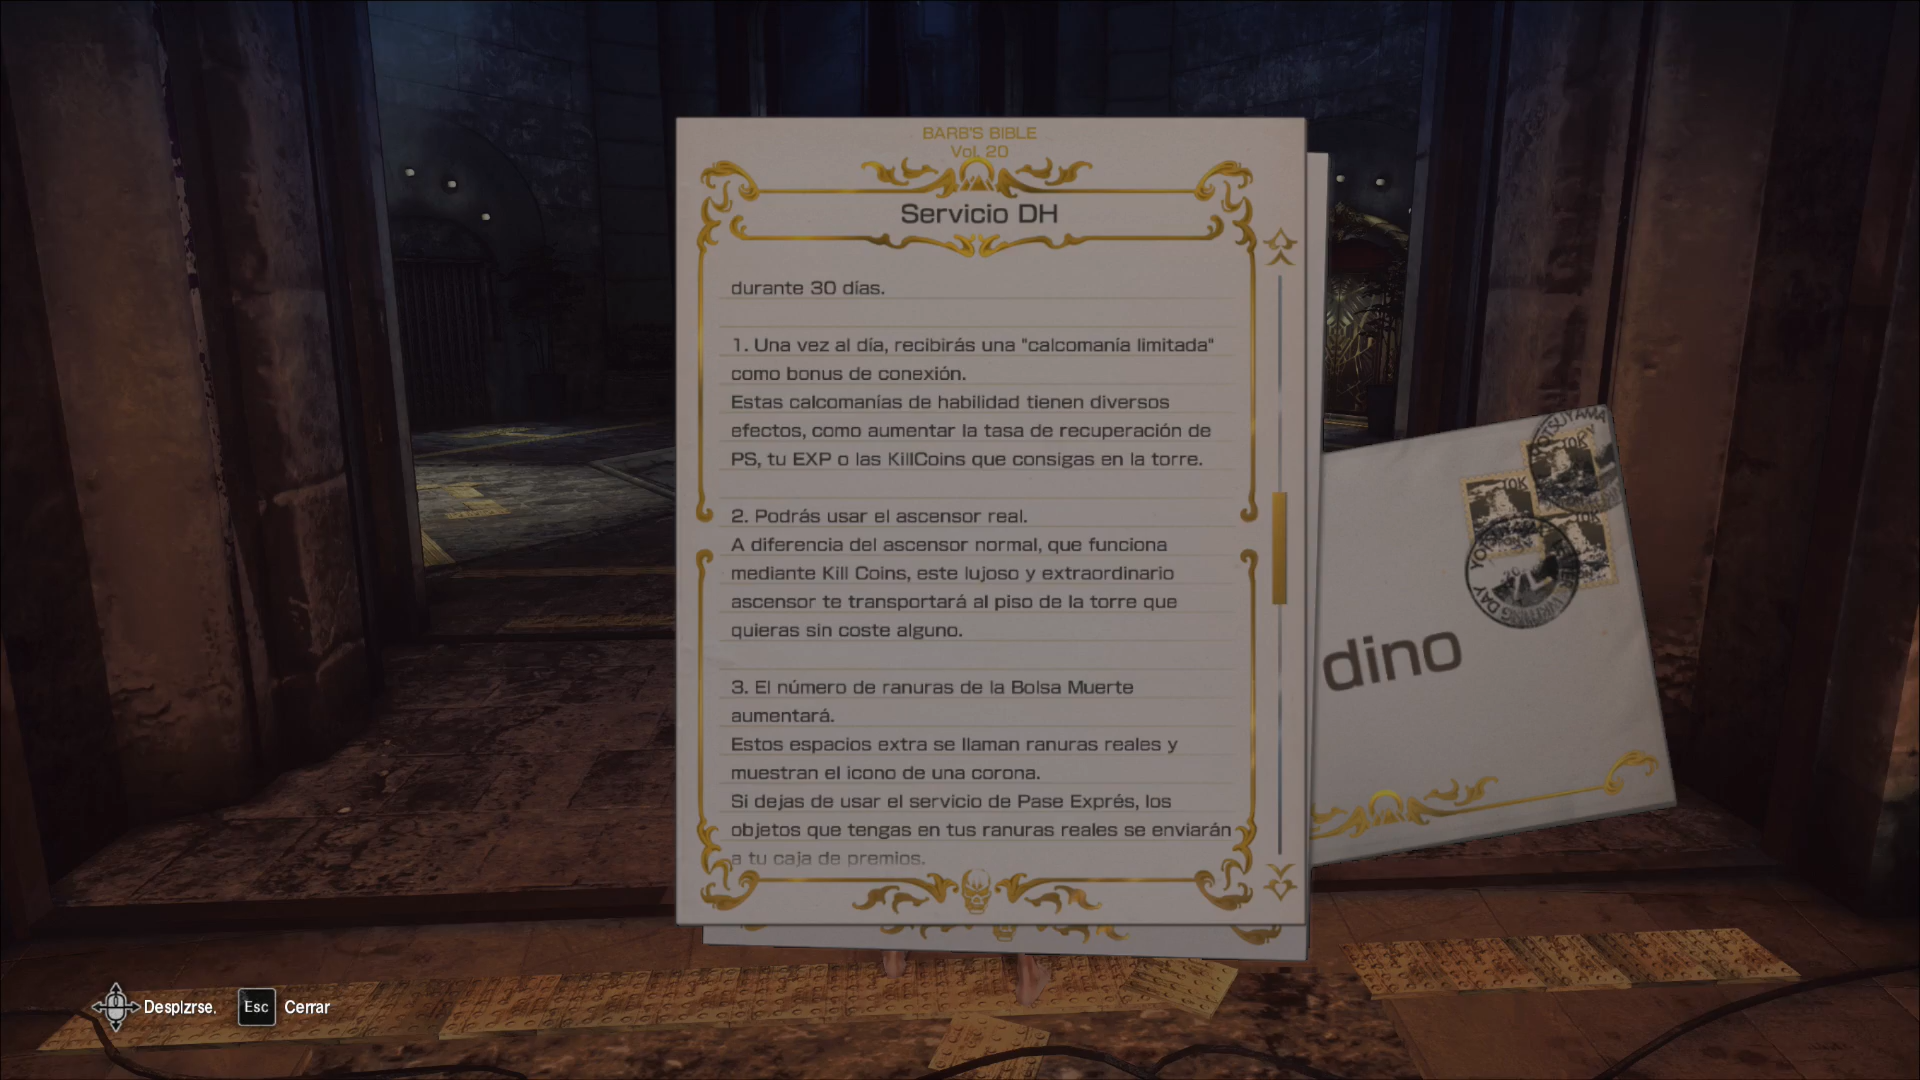 BARB'S BIBLE
Vol. 20
Servicio DH
durante 30 días.
1. Una vez al día, recibirás una "calcomanía limitada"
como bonus de conexión.
Estas calcomanías de habilidad tienen diversos
efectos, como aumentar la tasa de recuperación de
PS, tu EXP o las KillCoins que consigas en la torre.
2. Podrás usar el ascensor real.
A diferencia del ascensor normal, que funciona
mediante Kill Coins, este lujoso y extraordinario
ascensor te transportará al piso de la torre que
quieras sin coste alguno.
3. El número de ranuras de la Bolsa Muerte
aumentará.
Estos espacios extra se llaman ranuras reales y
muestran el icono de una corona.
Si dejas de usar el servicio de Pase Exprés, los
objetos que tengas en tus ranuras reales se enviarán
a tu caja de premios.
10K
10K
10K
dino
Desplzrse.
Esc Cerrar